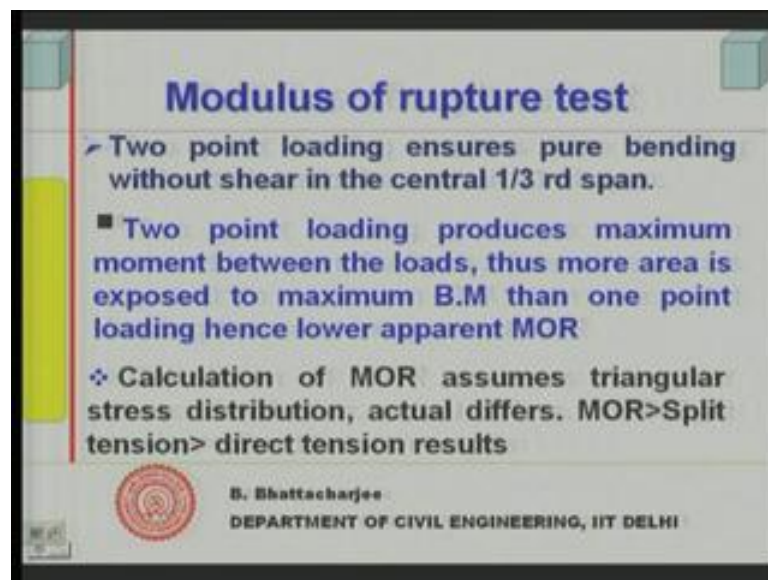 Modulus of rupture test
Two point loading ensures pure bending
without shear in the central 1/3 rd span.
Two point loading produces maximum
moment between the loads, thus more area is
exposed to maximum B.M than one point
loading hence lower apparent MOR
Calculation of MOR assumes triangular
stress distribution, actual differs. MOR>Split
tension> direct tension results
B. Bhattacharjee
DEPARTMENT OF CIVIL ENGINEERING, IIT DELHI